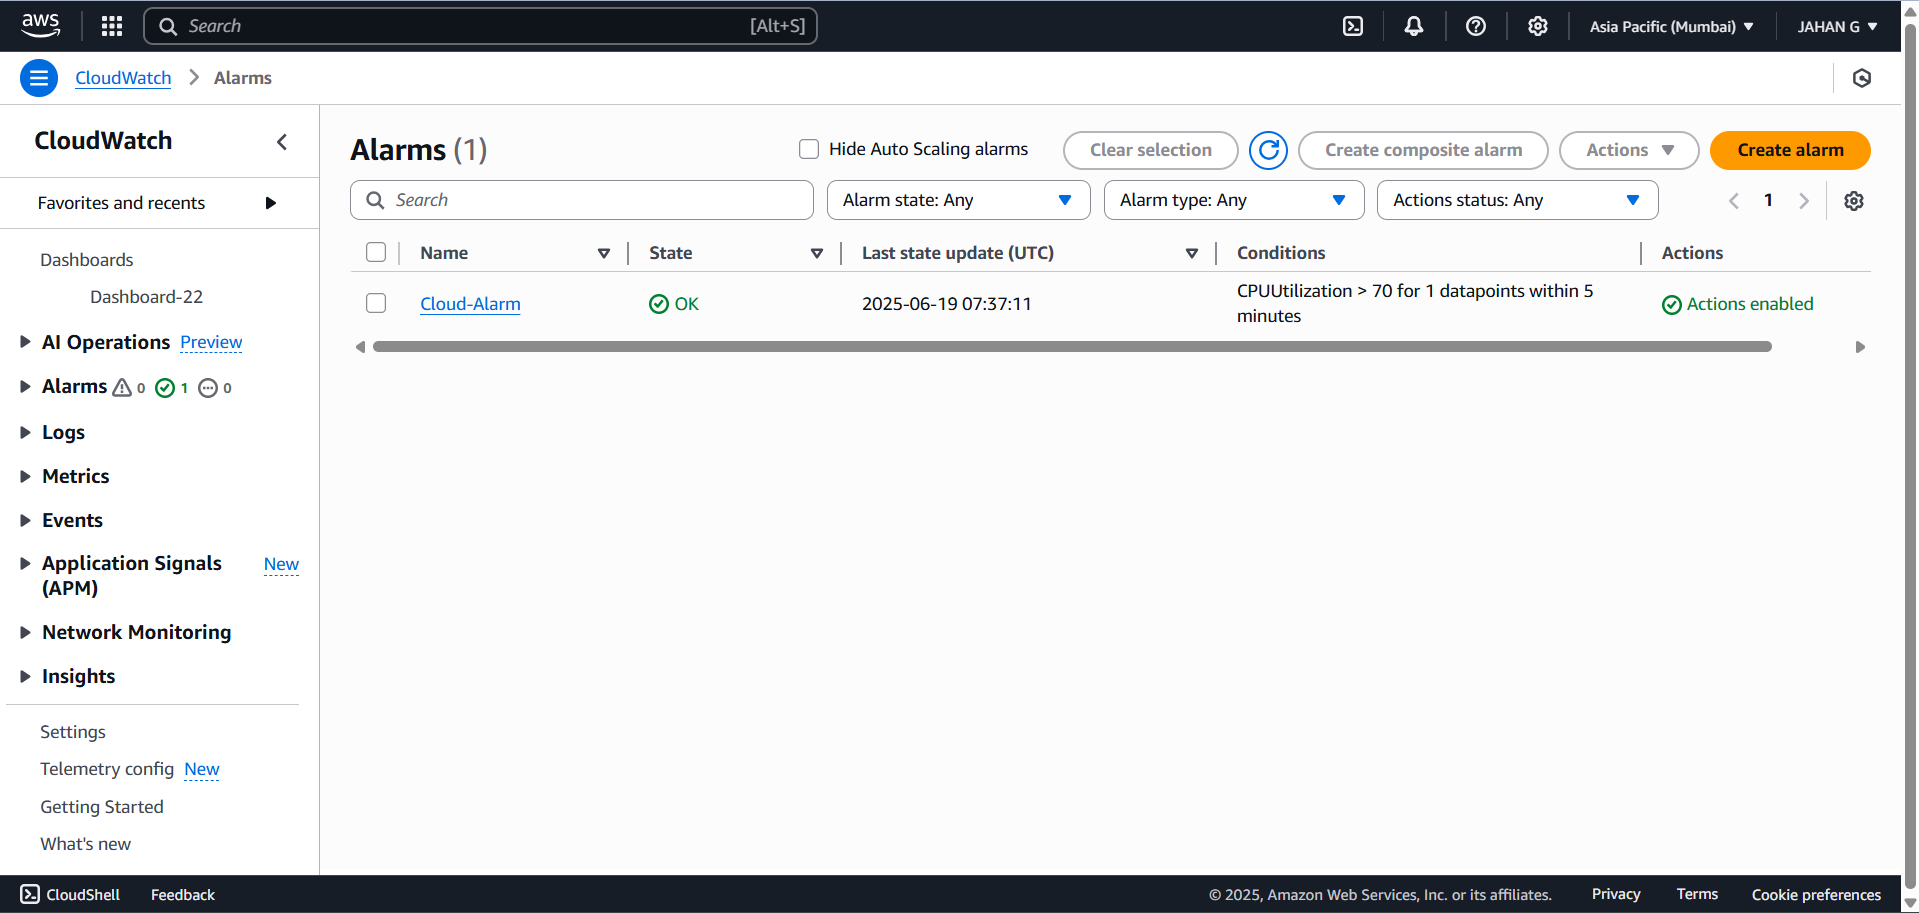 aws
Search [Alt+S]
Asia Pacific (Mumbai)
JAHAN G
CloudWatch
Alarms
CloudWatch
Favorites and recents
Dashboards
Dashboard-22
AI Operations Preview
Alarms 0 1 0
Logs
Metrics
Events
Application Signals New
(APM)
Network Monitoring
Insights
Settings
Telemetry config New
Getting Started
What's new
Alarms (1)
Hide Auto Scaling alarms
Clear selection
Create composite alarm
Actions
Create alarm
Search
Alarm state: Any
Alarm type: Any
Actions status: Any
1
Name State Last state update (UTC) Conditions Actions
Cloud-Alarm OK 2025-06-19 07:37:11 CPUUtilization > 70 for 1 datapoints within 5
minutes
Actions enabled
CloudShell Feedback
© 2025, Amazon Web Services, Inc. or its affiliates. Privacy Terms Cookie preferences